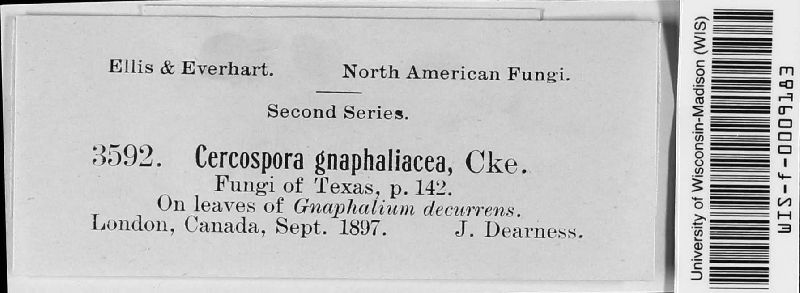 Ellis & Everhart. North American Fungi.
Second Series.
3592. Cercospora gnaphaliacea, Cke.
Fungi of Texas, p. 142.
On leaves of Gnaphalium decurrens.
London, Canada, Sept. 1897. J. Dearness.
University of Wisconsin-Madison (WIS)
WIS-f-0009183